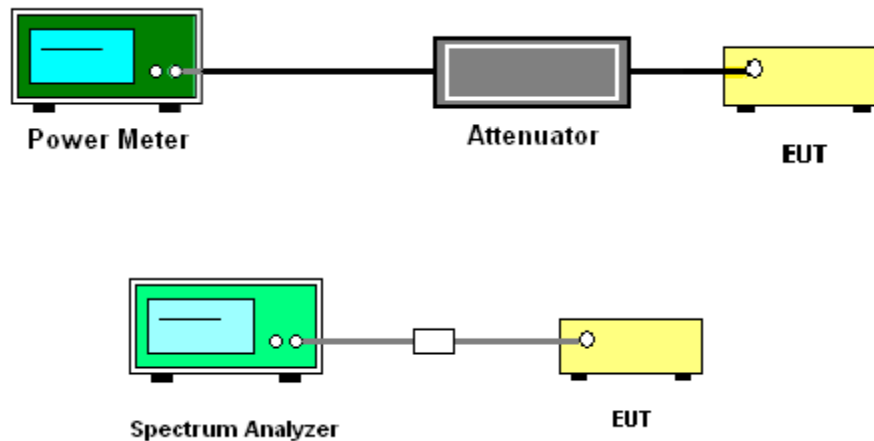 Power Meter
Attenuator
EUT
Spectrum Analyzer
EUT